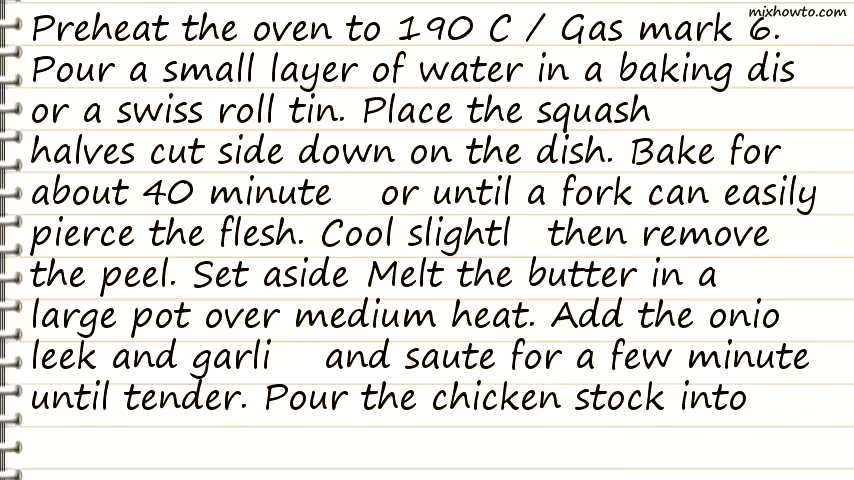 mjxhowto.com
Preheat the oven to 190 C / Gas mark 6.
Pour a small layer of water in a baking dis
or a swiss roll tin. Place the squash
halves cut side down on the dish. Bake for
about 40 minute or until a fork can easily
pierce the flesh. Cool slightl then remove
the peel. Set aside Melt the butter in a
large pot over medium heat. Add the onio
leek and garli and saute for a few minute
until tender. Pour the chicken stock into